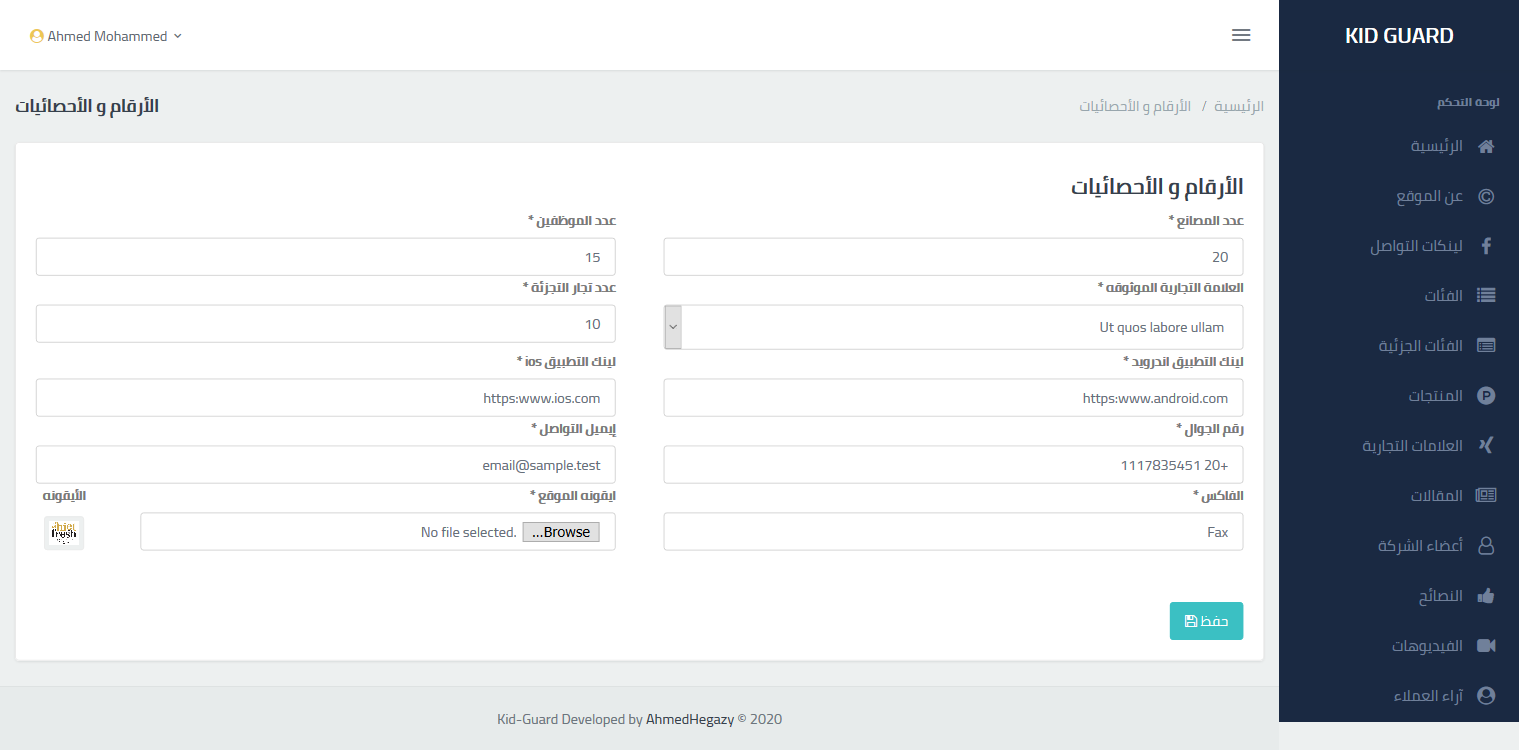 KID GUARD
لوحة التحكم
الرئيسية
عن الموقع
لينكات التواصل
الفئات
الفئات الجزئية
المنتجات
العلامات التجارية
المقالات
أعضاء الشركة
النصائح
الفيديوهات
آراء العملاء
Ahmed Mohammed
الرئيسية / الأرقام و الأحصائيات
الأرقام و الأحصائيات
الأرقام و الأحصائيات
عدد المصانع *
20
عدد الموظفين *
15
العلامة التجارية الموثوقه *
Ut quos labore ullam
عدد تجار التجزئة *
10
لينك التطبيق اندرويد *
https:www.android.com
لينك التطبيق ios *
https:www.ios.com
رقم الجوال *
1117835451 20+
إيميل التواصل *
email@sample.test
الفاكس *
Fax
ايقونه الموقع *
No file selected. ...Browse
الأيقونه
fresh
حفظ
Kid-Guard Developed by AhmedHegazy © 2020